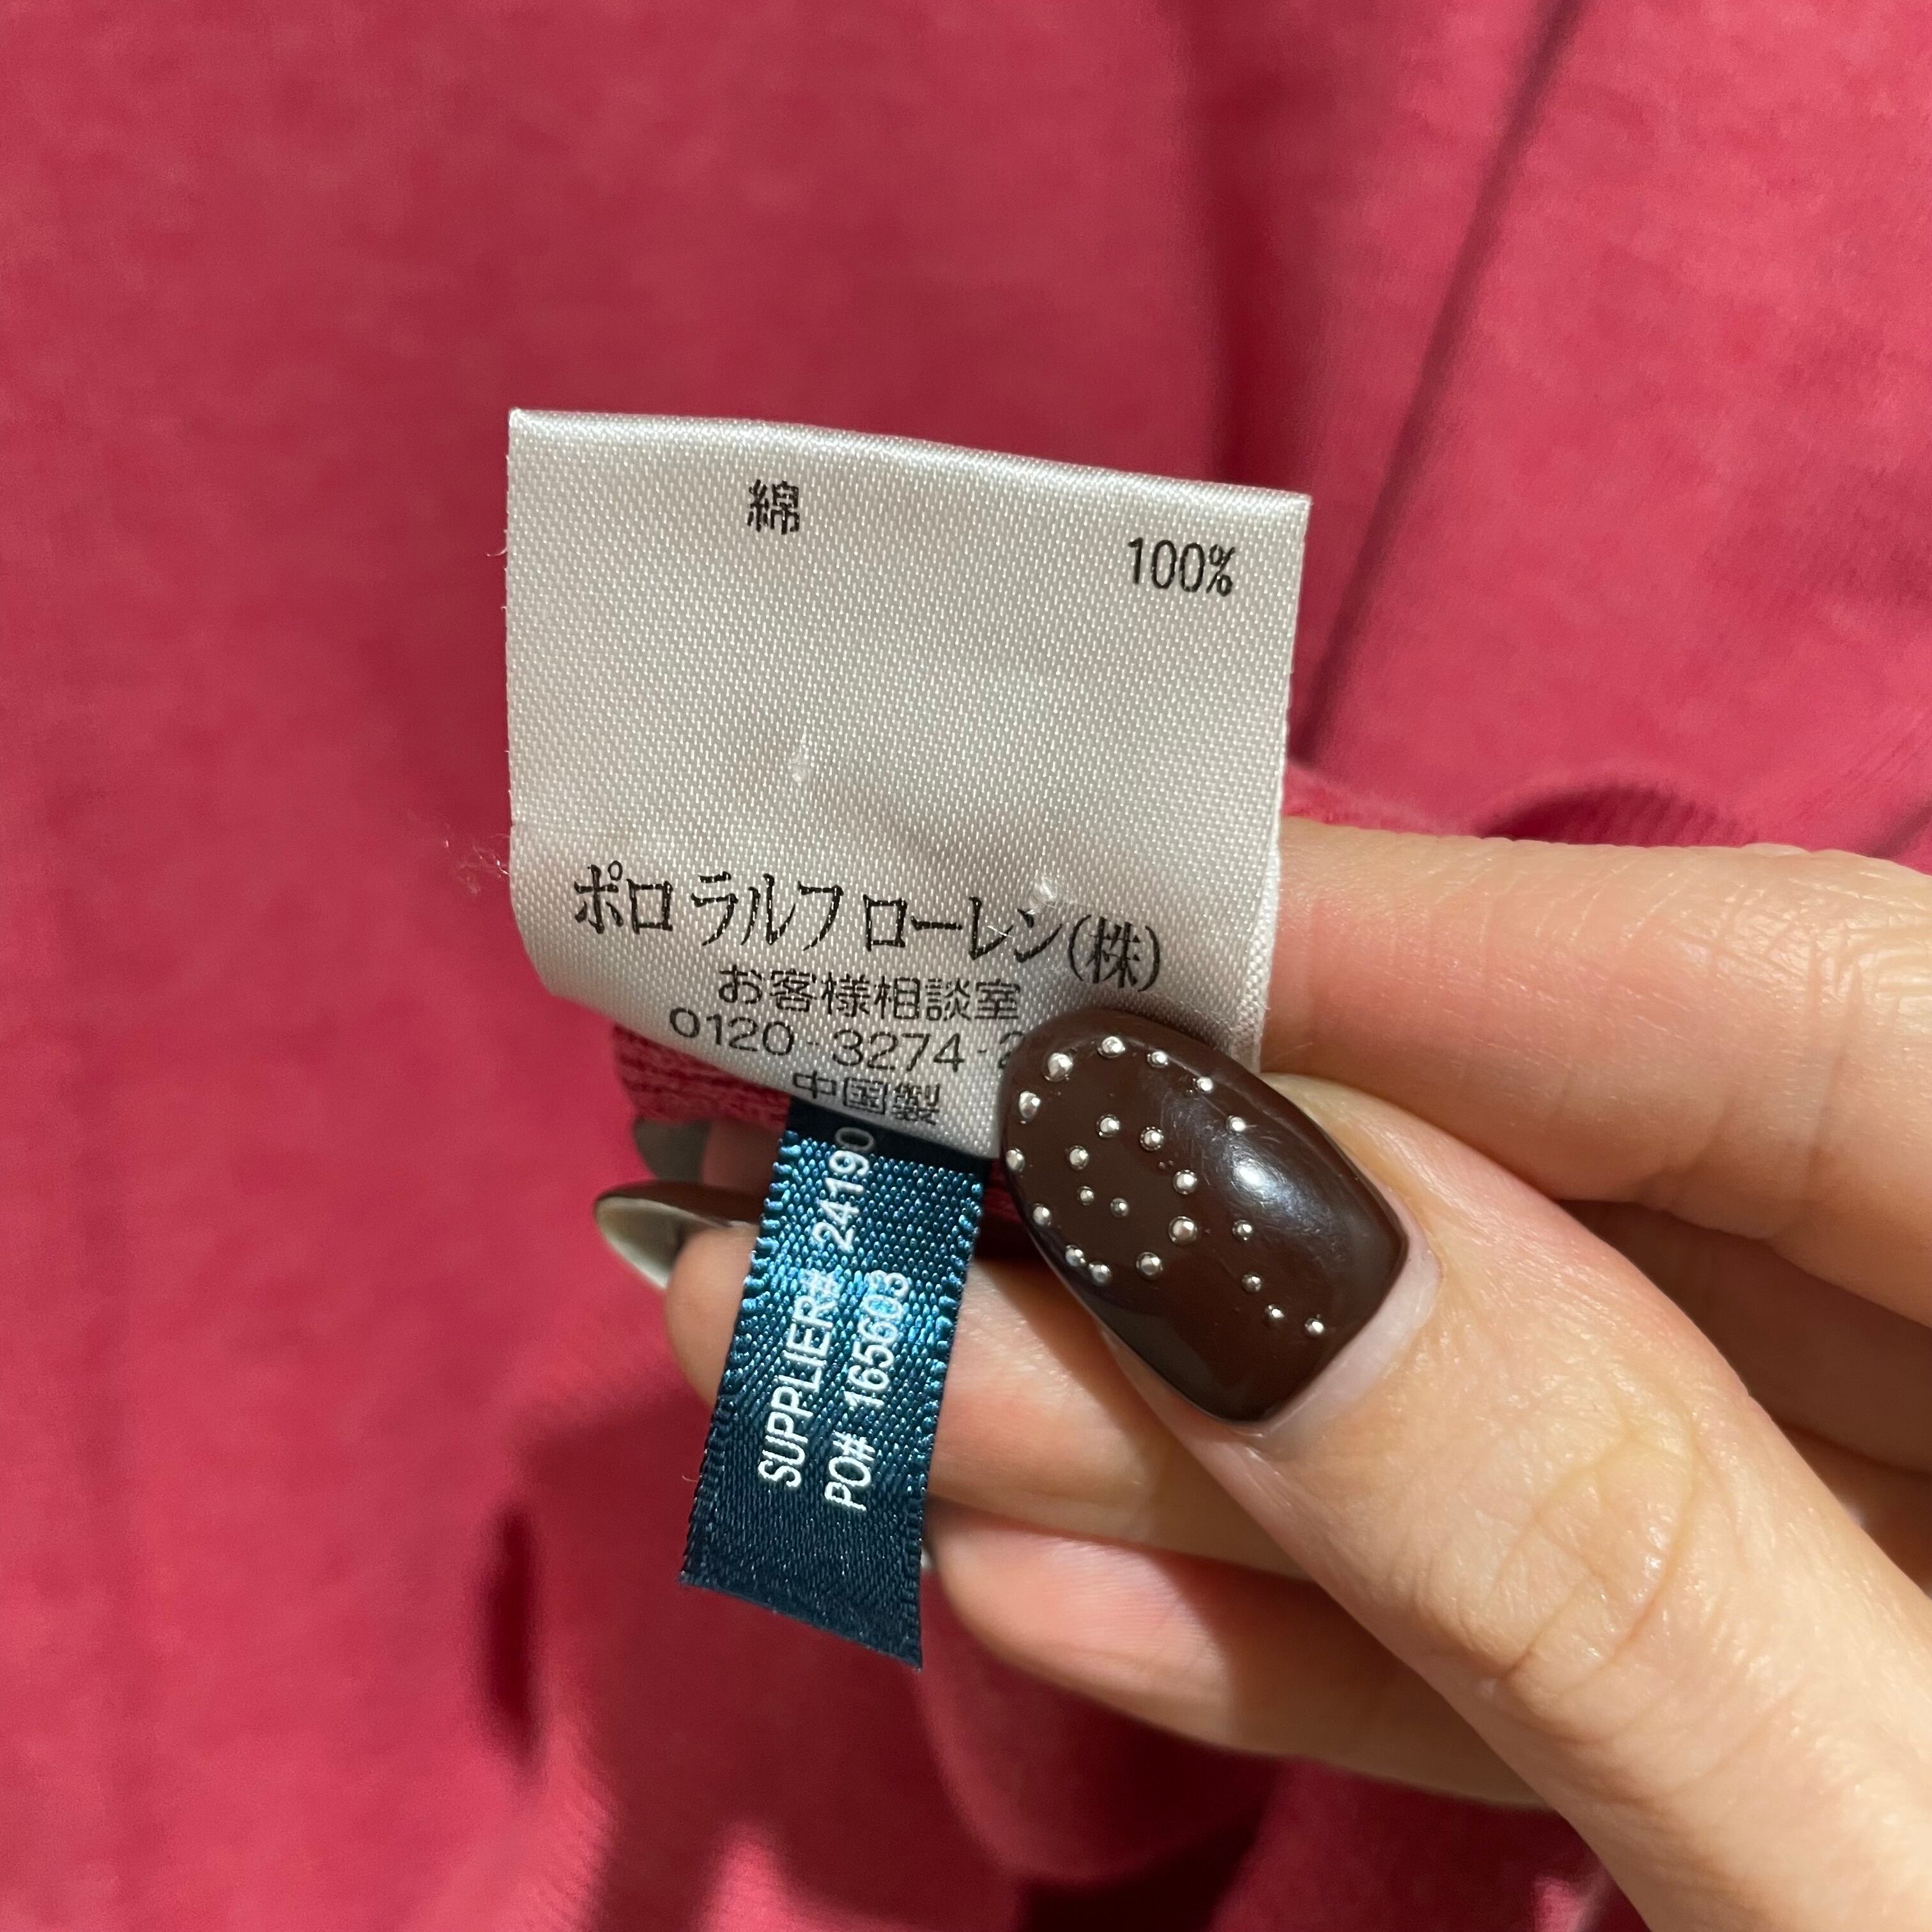 綿
100%
ポロ ラルフ ローレン(株)
お客様相談室
0120-3274-2
中国製
SUPPLIER# 24190
PO# 165603